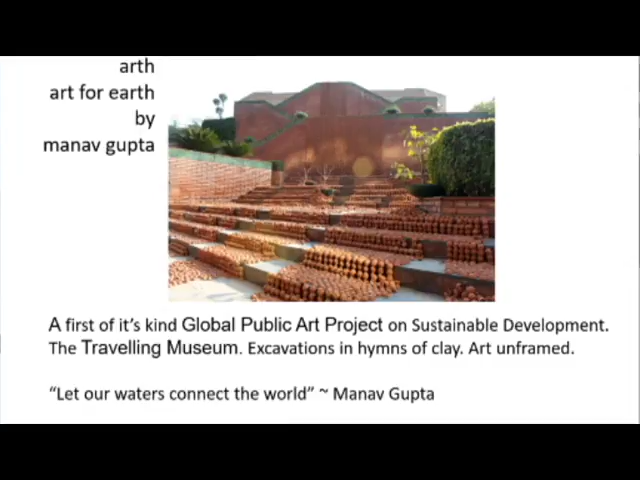 arth
art for earth
by
manav gupta
A first of it’s kind Global Public Art Project on Sustainable Development.
The Travelling Museum. Excavations in hymns of clay. Art unframed.
“Let our waters connect the world” ~ Manav Gupta